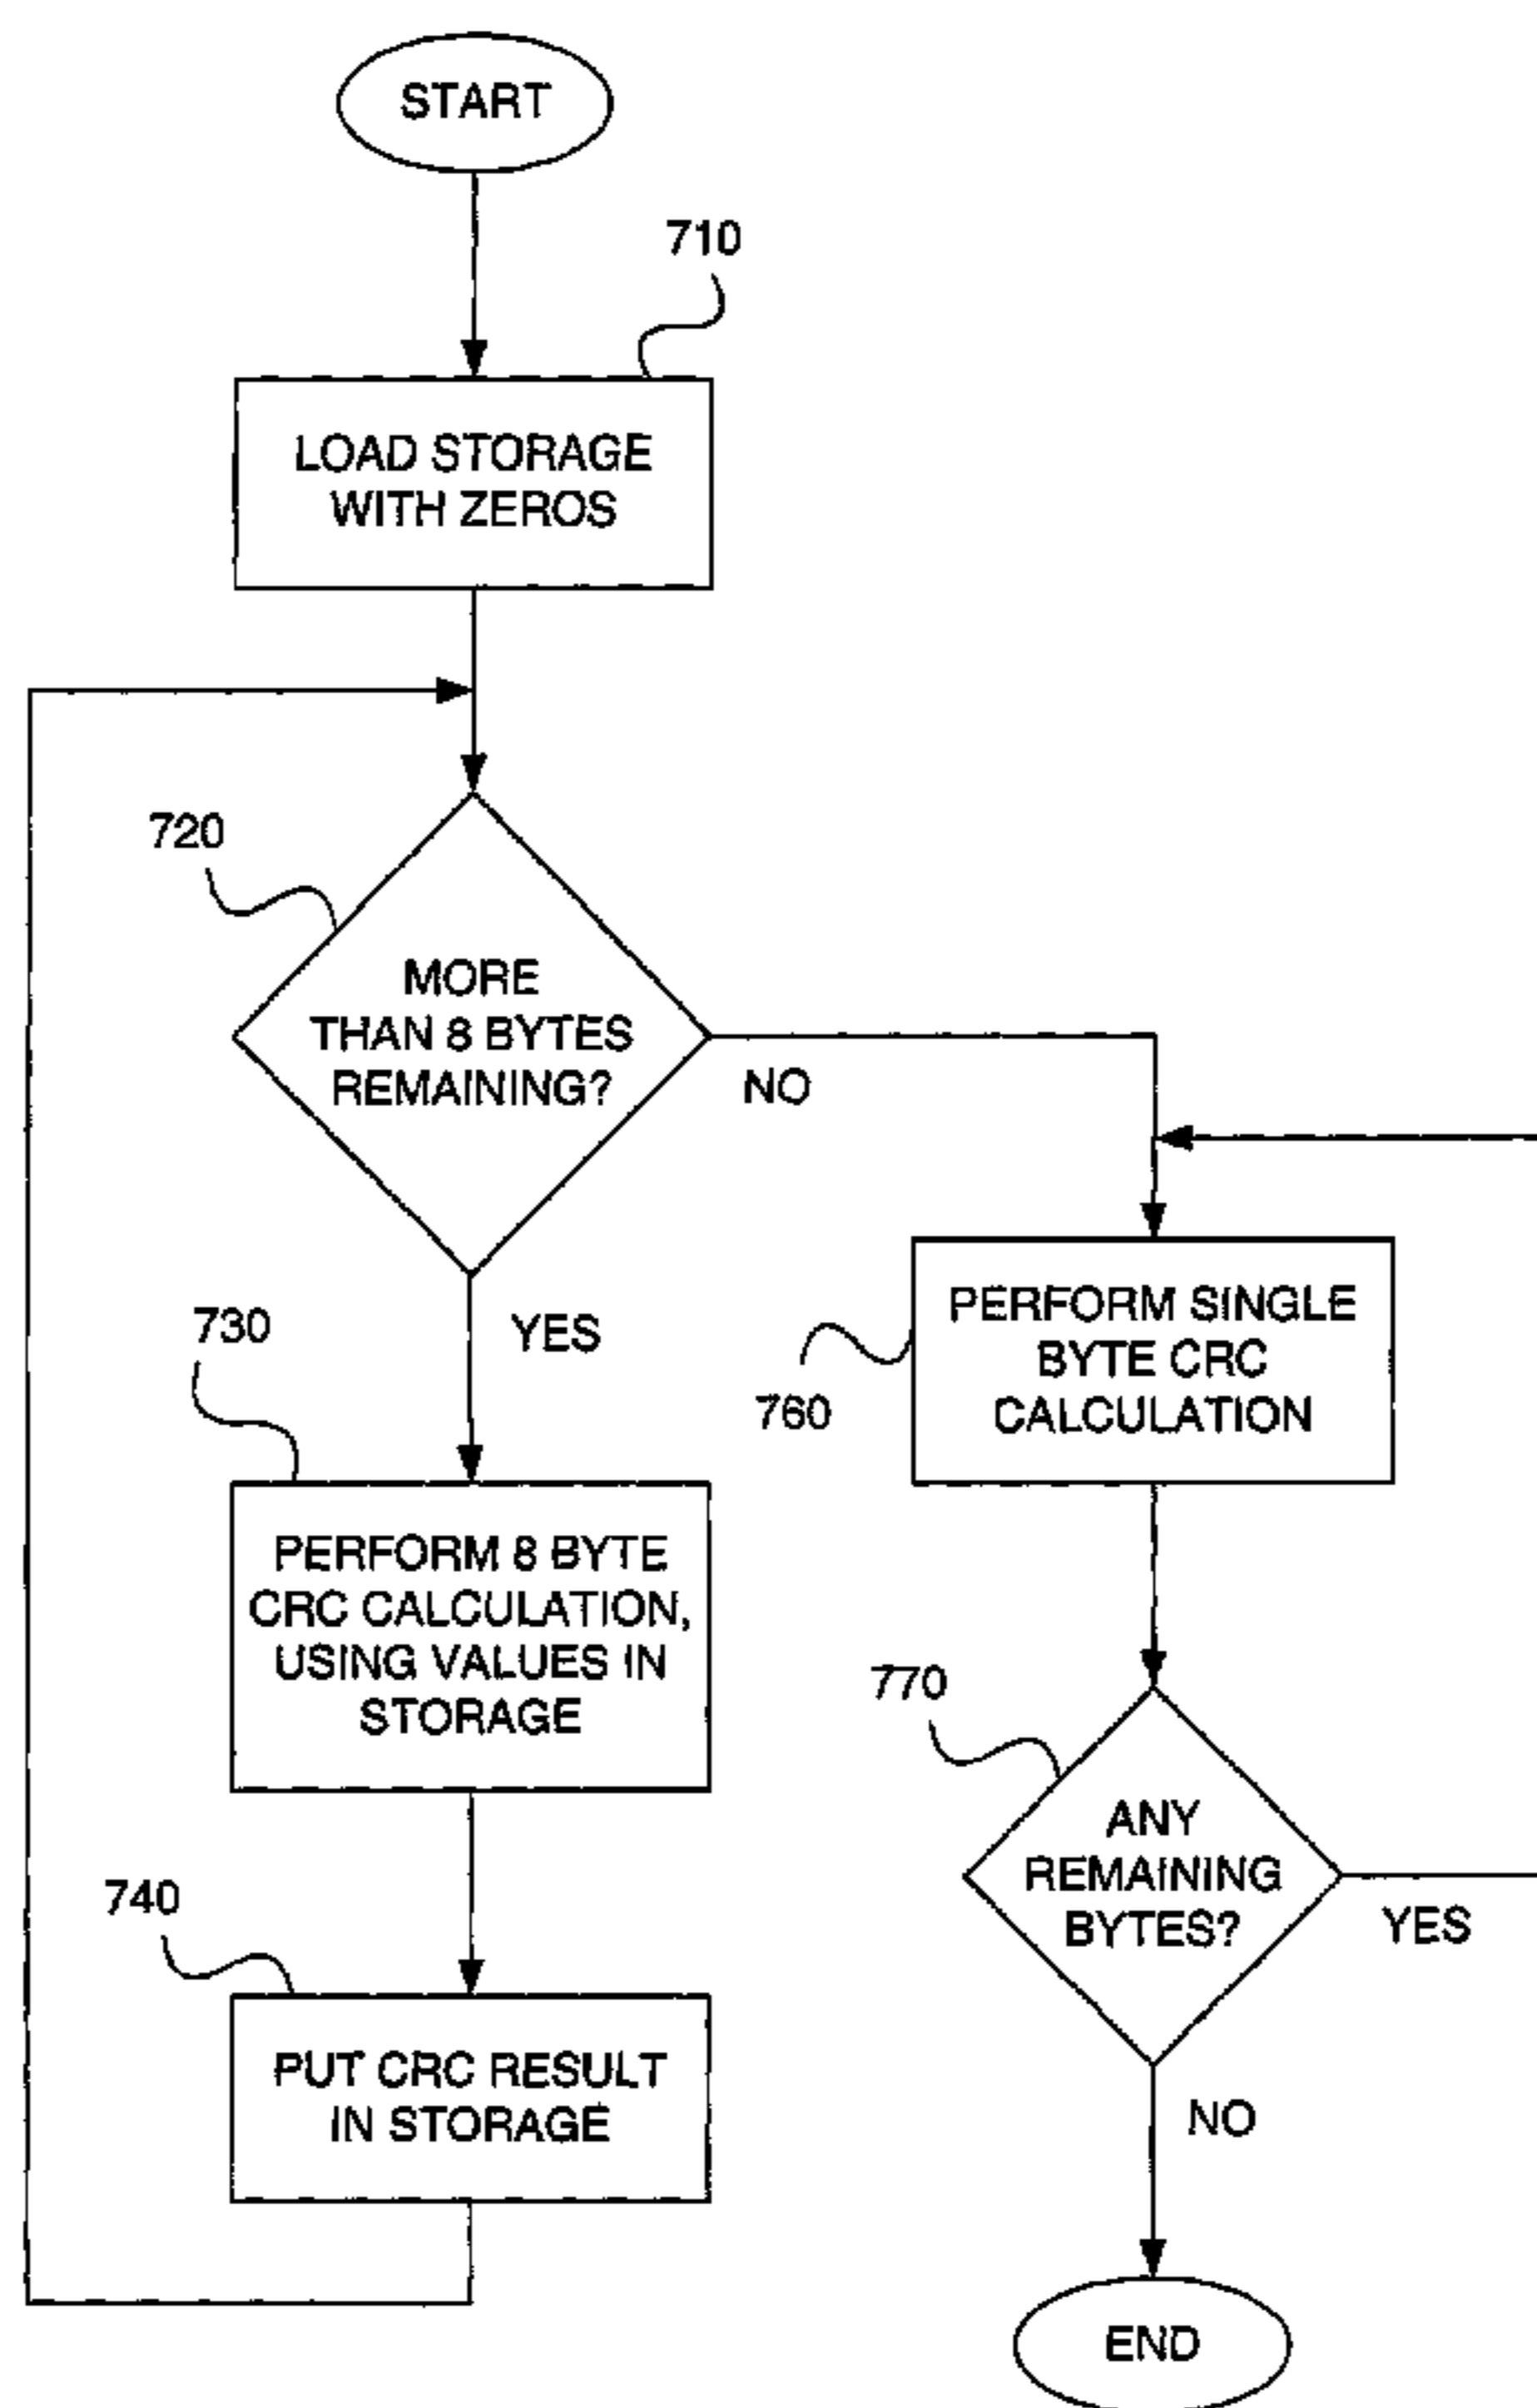 START
710
LOAD STORAGE
WITH ZEROS
720
MORE
THAN 8 BYTES
REMAINING?
NO
YES
730
PERFORM 8 BYTE
CRC CALCULATION,
USING VALUES IN
STORAGE
740
PUT CRC RESULT
IN STORAGE
PERFORM SINGLE
BYTE CRC
CALCULATION
760
770
ANY
REMAINING
BYTES?
YES
NO
END